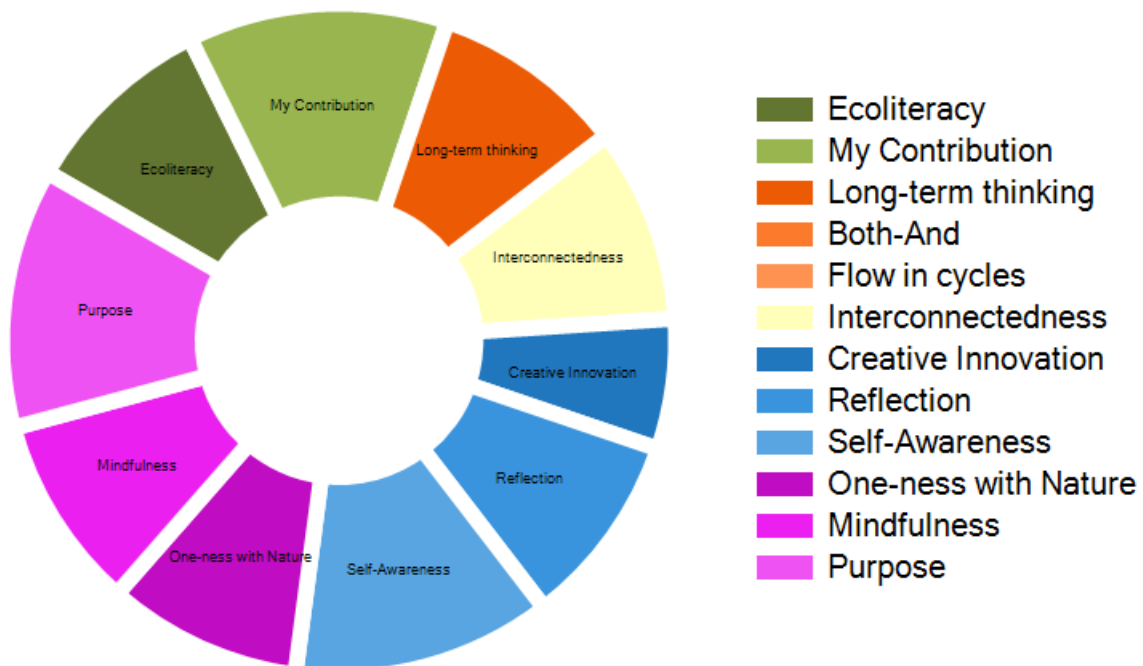 My Contribution
Long-term thinking
Ecoliteracy
Interconnectedness
Purpose
Creative Innovation
Mindfulness
Reflection
One-ness with Nature
Self-Awareness
Ecoliteracy
My Contribution
Long-term thinking
Both-And
Flow in cycles
Interconnectedness
Creative Innovation
Reflection
Self-Awareness
One-ness with Nature
Mindfulness
Purpose